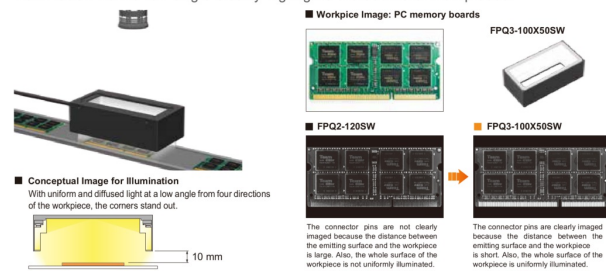 ■ Conceptual Image for Illumination
With uniform and diffused light at a low angle from four directions
of the workpiece, the corners stand out.
10 mm
■ Workpice Image: PC memory boards
FPQ3-100X50SW
■ FPQ2-120SW
■ FPQ3-100X50SW
The connector pins are not clearly
imaged because the distance between
the emitting surface and the workpiece
is large. Also, the whole surface of the
workpiece is not uniformly illuminated.
The connector pins are clearly imaged
because the distance between the
emitting surface and the workpiece
is short. Also, the whole surface of the
workpiece is uniformly illuminated.